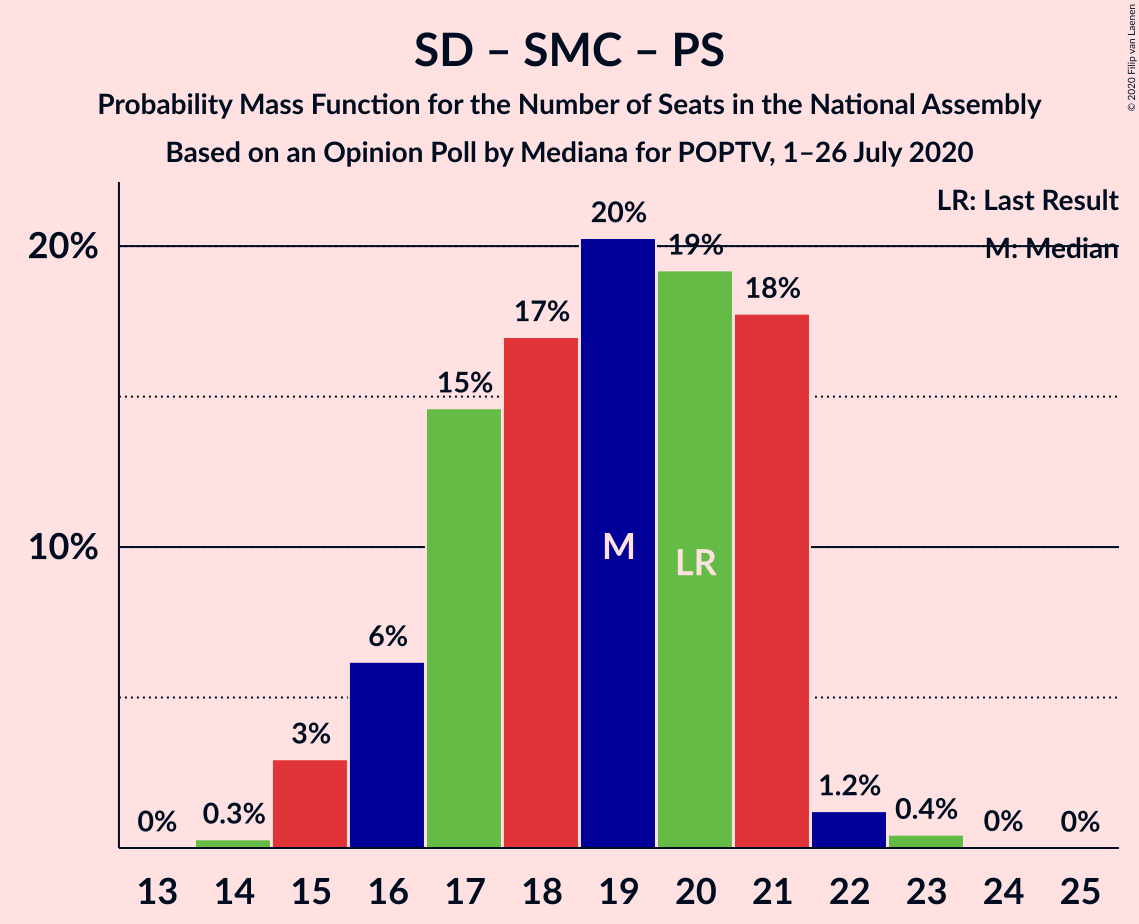 SD – SMC – PS
Probability Mass Function for the Number of Seats in the National Assembly
Based on an Opinion Poll by Mediana for POPTV, 1–26 July 2020
© 2020 Filip van Laenen
LR: Last Result
M: Median
20%
10%
0%
0.3%
3%
6%
15%
17%
20%
19%
18%
1.2%
0.4%
0%
0%
M
LR
13 14 15 16 17 18 19 20 21 22 23 24 25